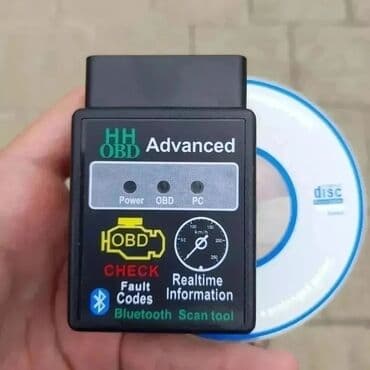 HH
OBD Advanced
Power OBD PC
OBD
CHECK
Fault
Codes
Realtime
Information
Bluetooth Scan tool
disc